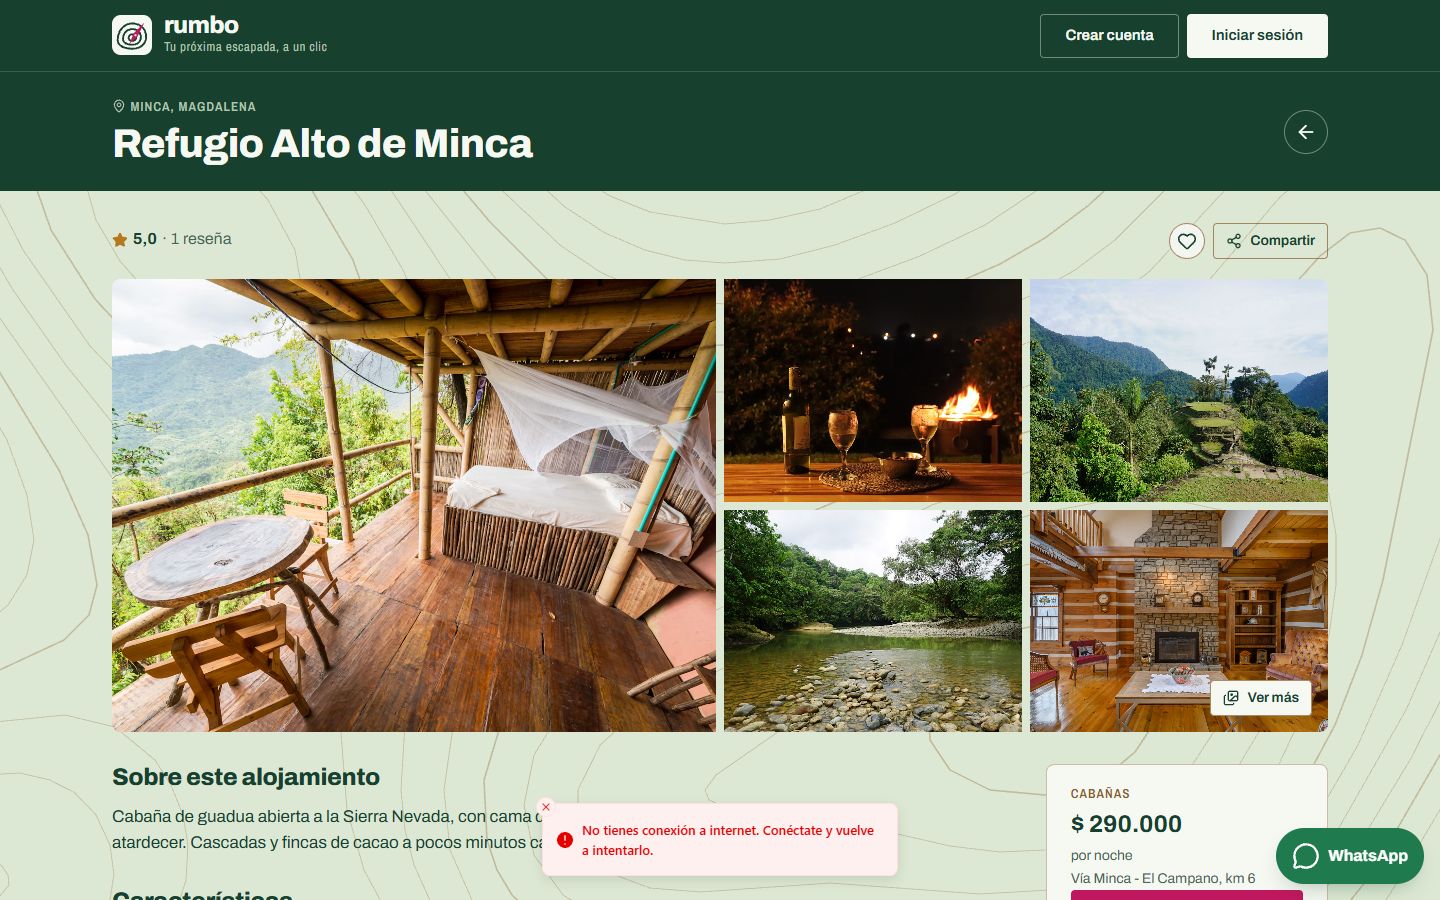 rumbo
Tu próxima escapada, a un clic
Crear cuenta
Iniciar sesión
MINCA, MAGDALENA
Refugio Alto de Minca
5,0 · 1 reseña
Compartir
Ver más
Sobre este alojamiento
Cabaña de guadua abierta a la Sierra Nevada, con cama
atardecer. Cascadas y fincas de cacao a pocos minutos
No tienes conexión a internet. Conéctate y vuelve
a intentarlo.
CABAÑAS
$ 290.000
por noche
Vía Minca - El Campano, km 6
WhatsApp
Características